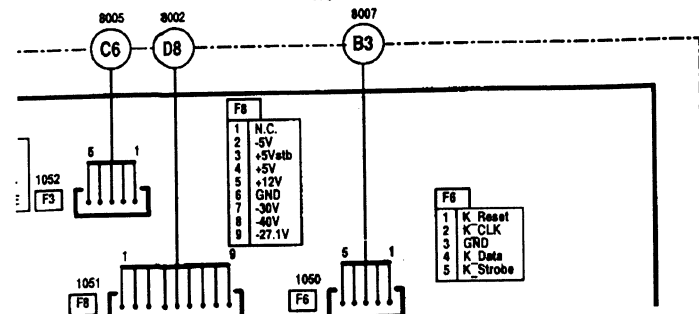 8005 8002 8007
C6 D8 B3
F8
1 N.C.
2 -5V
3 +5Vstb
4 +5V
5 +12V
6 GND
7 -30V
8 -40V
9 -27.1V
5 1
1052
F3
E
F6
1 K_Reset
2 K_CLK
3 GND
4 K_Data
5 K_Strobe
1 9
5 1
1051
F8
1050
F6